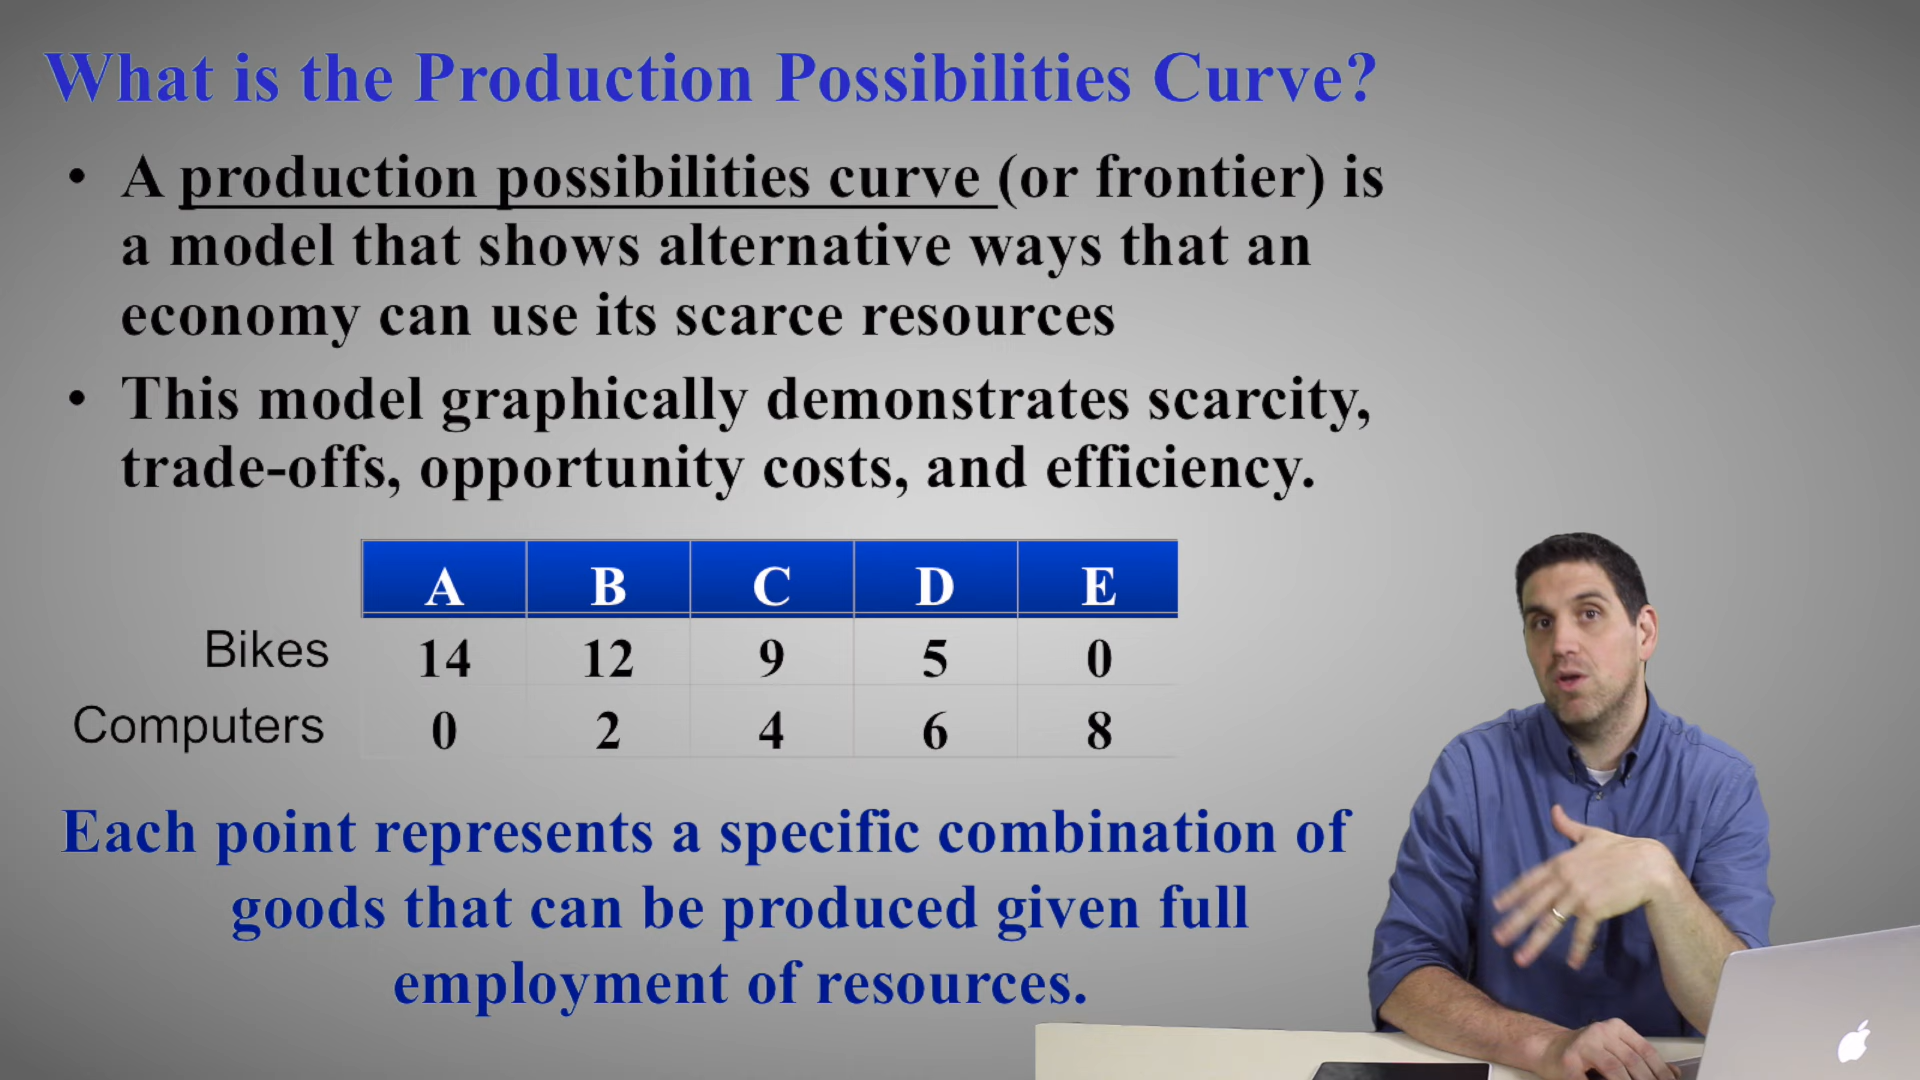 What is the Production Possibilities Curve?
• A production possibilities curve (or frontier) is
a model that shows alternative ways that an
economy can use its scarce resources
• This model graphically demonstrates scarcity,
trade-offs, opportunity costs, and efficiency.
A B C D E
Bikes 14 12 9 5 0
Computers 0 2 4 6 8
Each point represents a specific combination of
goods that can be produced given full
employment of resources.